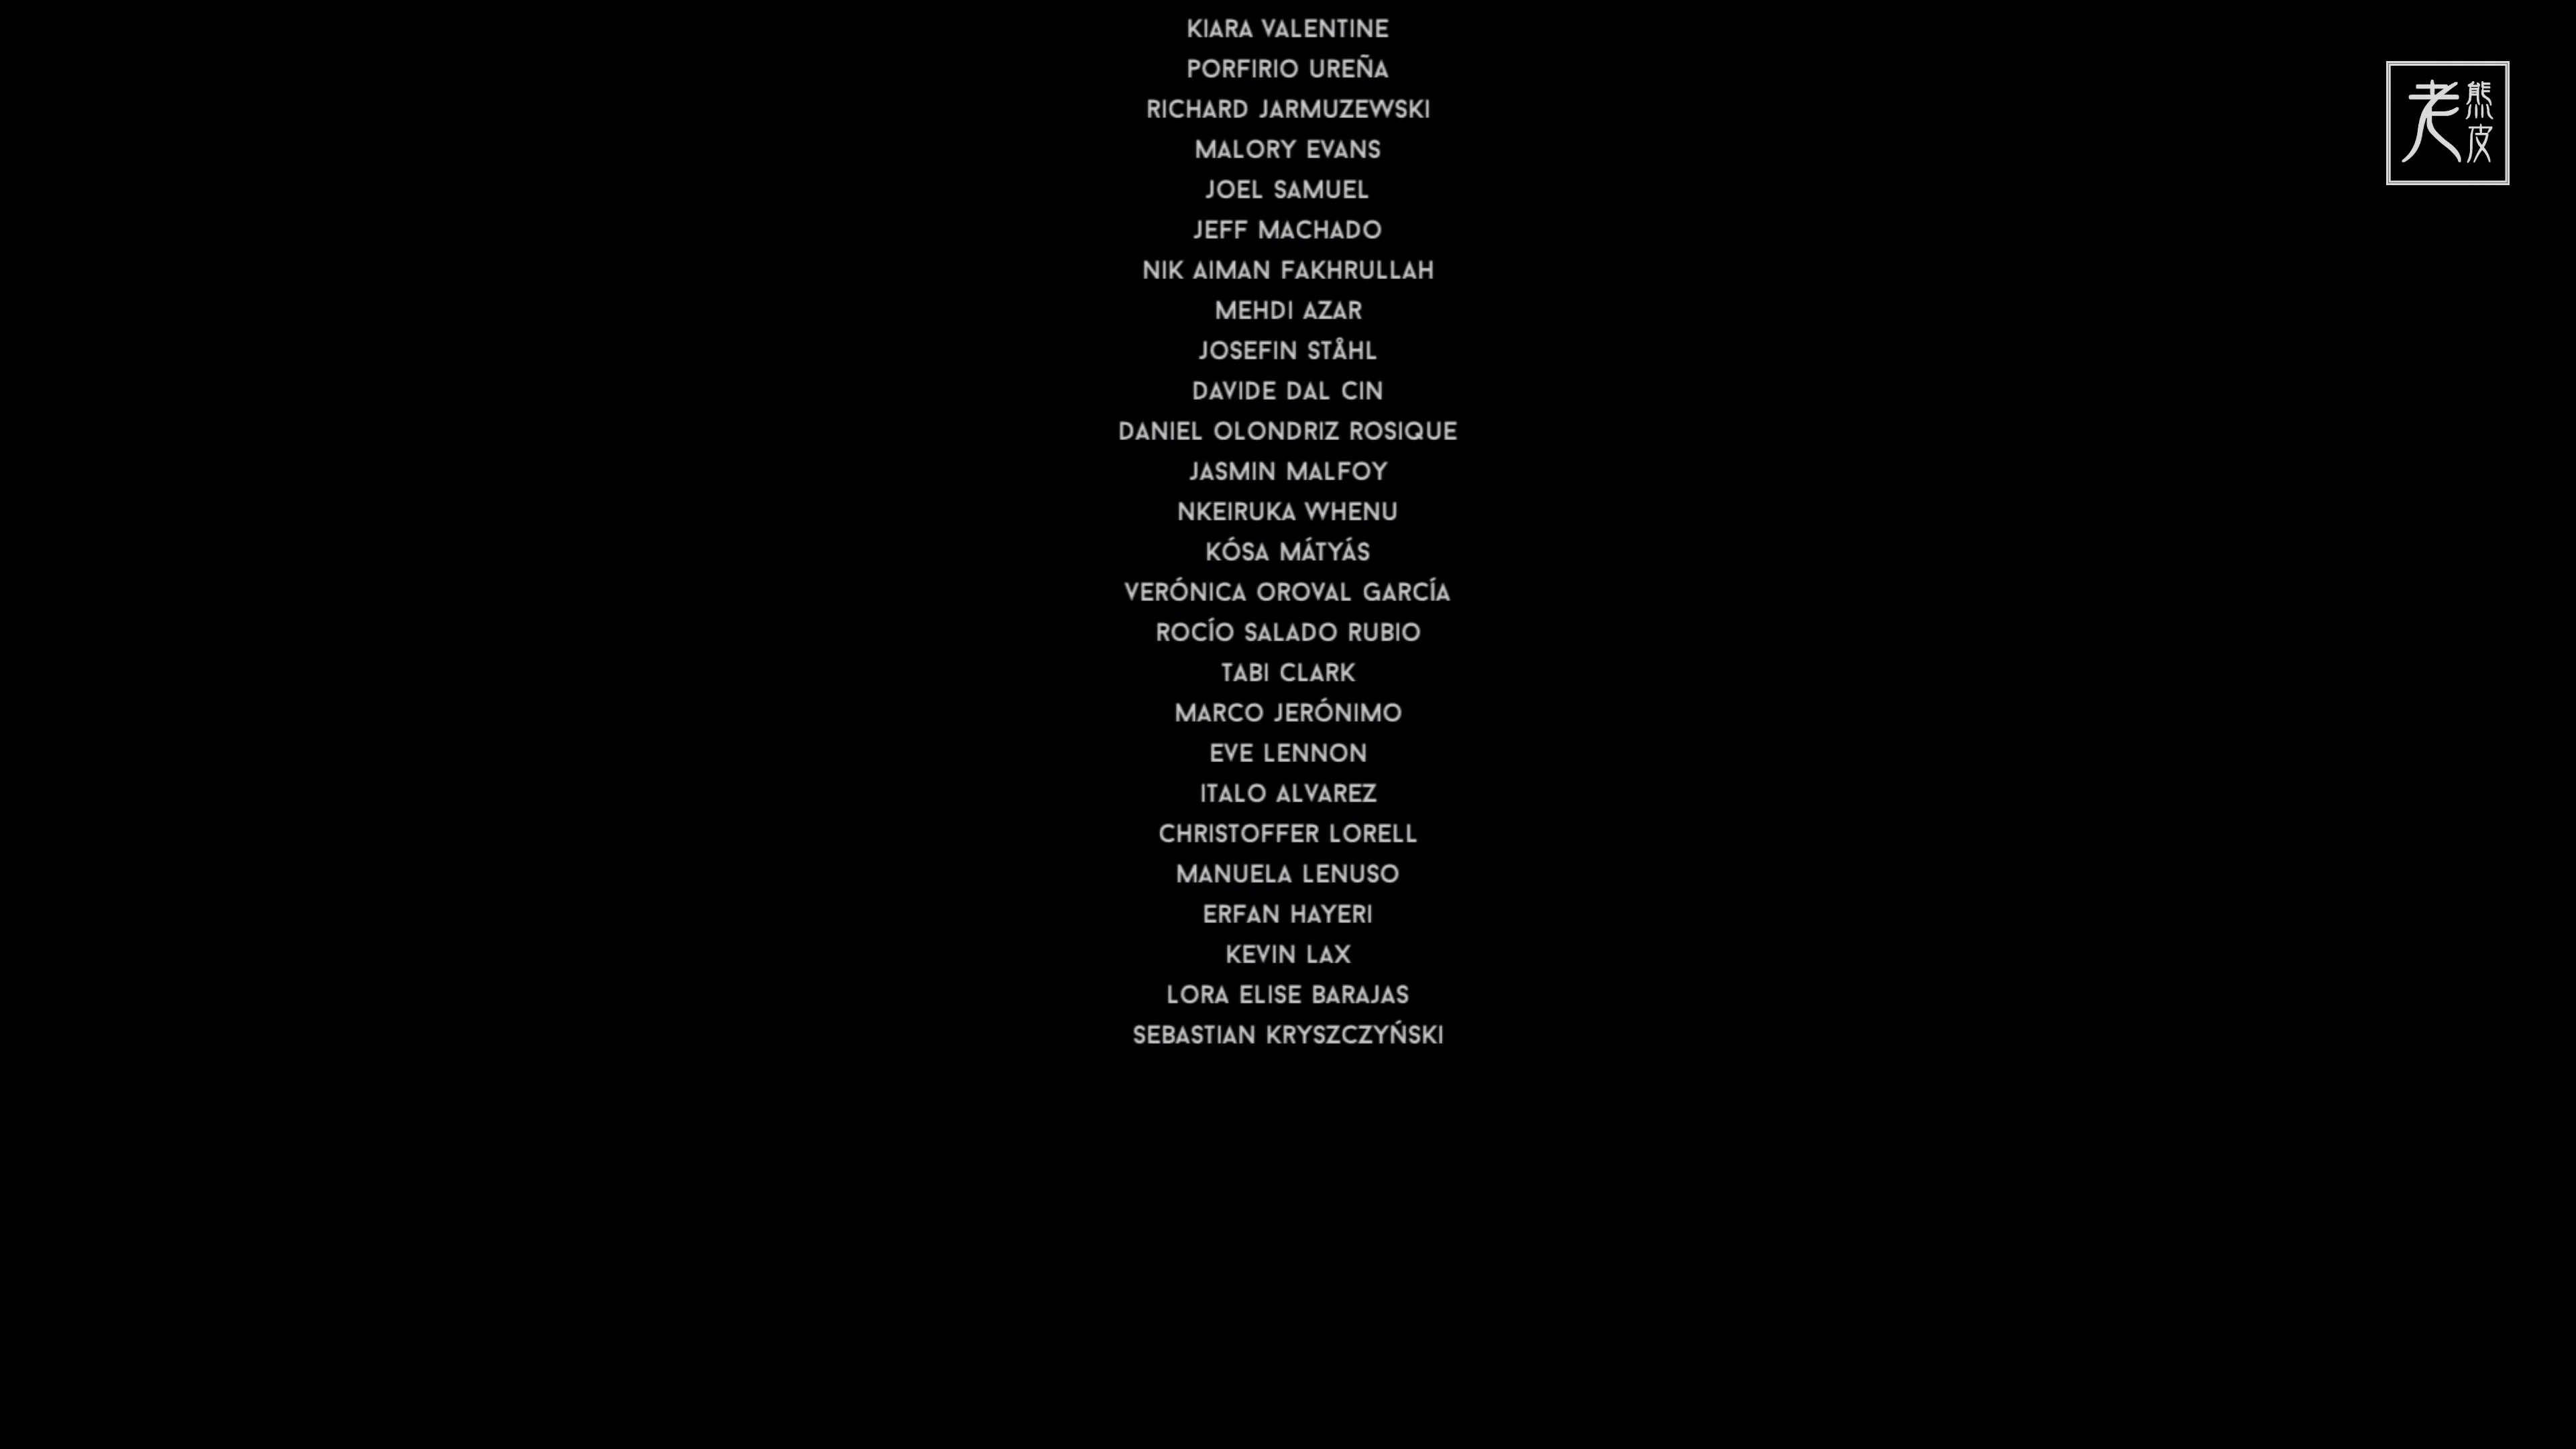 KIARA VALENTINE
PORFIRIO UREÑA
RICHARD JARMUZEWSKI
MALORY EVANS
JOEL SAMUEL
JEFF MACHADO
NIK AIMAN FAKHRULLAH
MEHDI AZAR
JOSEFIN STÅHL
DAVIDE DAL CIN
DANIEL OLONDRIZ ROSIQUE
JASMIN MALFOY
NKEIRUKA WHENU
KÓSA MÁTYÁS
VERÓNICA OROVAL GARCÍA
ROCÍO SALADO RUBIO
TABI CLARK
MARCO JERÓNIMO
EVE LENNON
ITALO ALVAREZ
CHRISTOFFER LORELL
MANUELA LENUSO
ERFAN HAYERI
KEVIN LAX
LORA ELISE BARAJAS
SEBASTIAN KRYSZCZYŃSKI
老熊皮